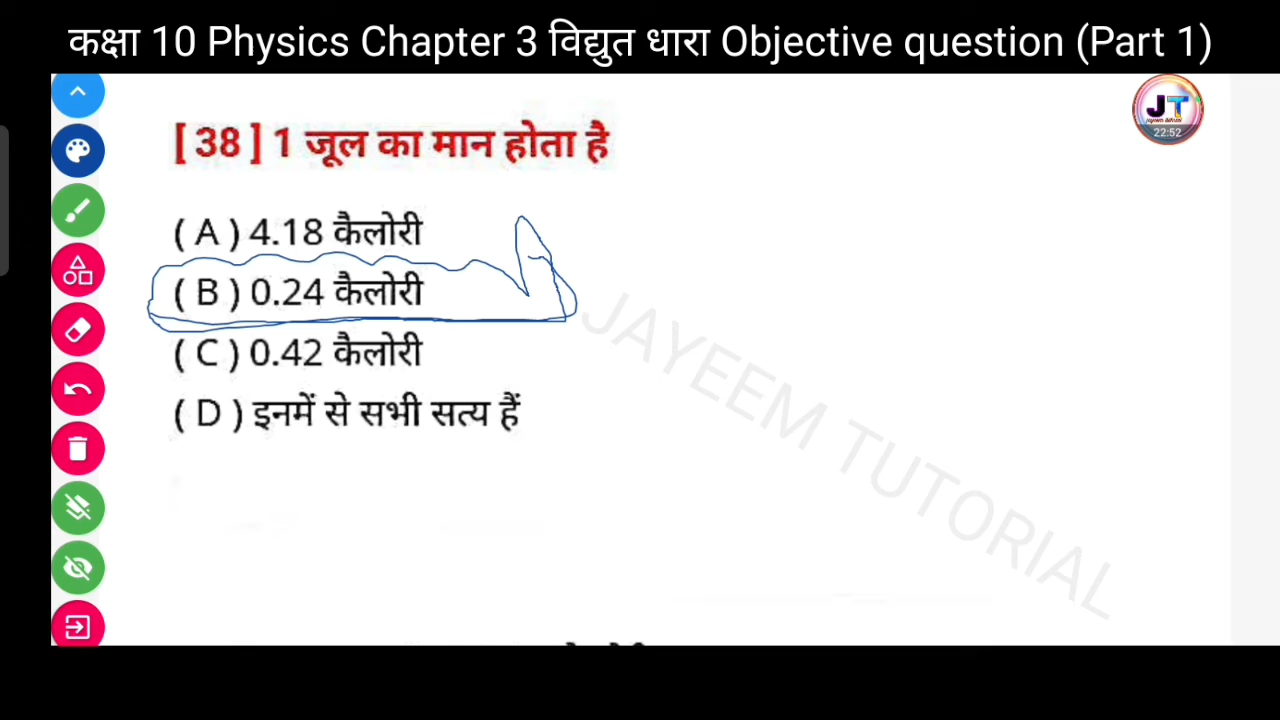 कक्षा 10 Physics Chapter 3 विद्युत धारा Objective question (Part 1)
JT
22:52
[ 38 ] 1 जूल का मान होता है
( A ) 4.18 कैलोरी
( B ) 0.24 कैलोरी
( C ) 0.42 कैलोरी
( D ) इनमें से सभी सत्य हैं
JAYEEM TUTORIAL